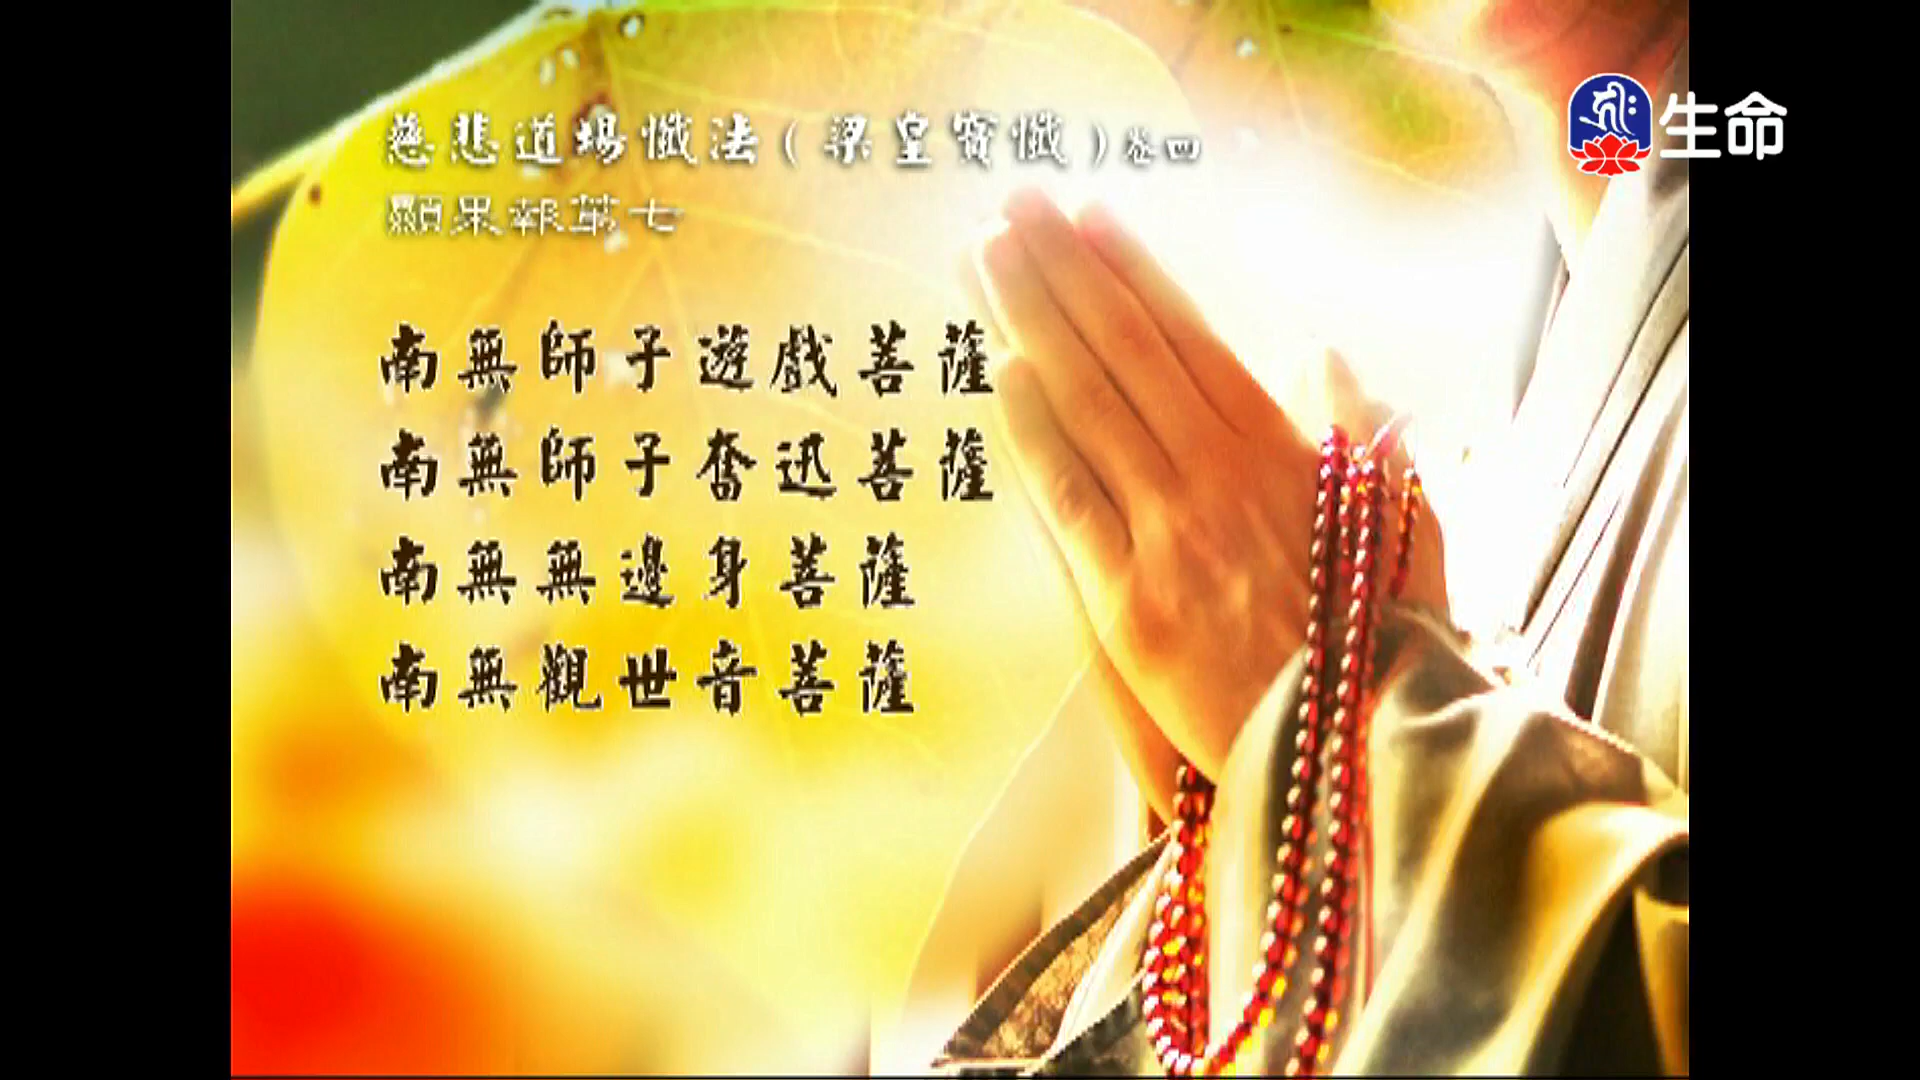 慈悲道場懺法(梁皇寶懺)卷四
顯果報第七
生命
南無師子遊戲菩薩
南無師子奮迅菩薩
南無無邊身菩薩
南無觀世音菩薩